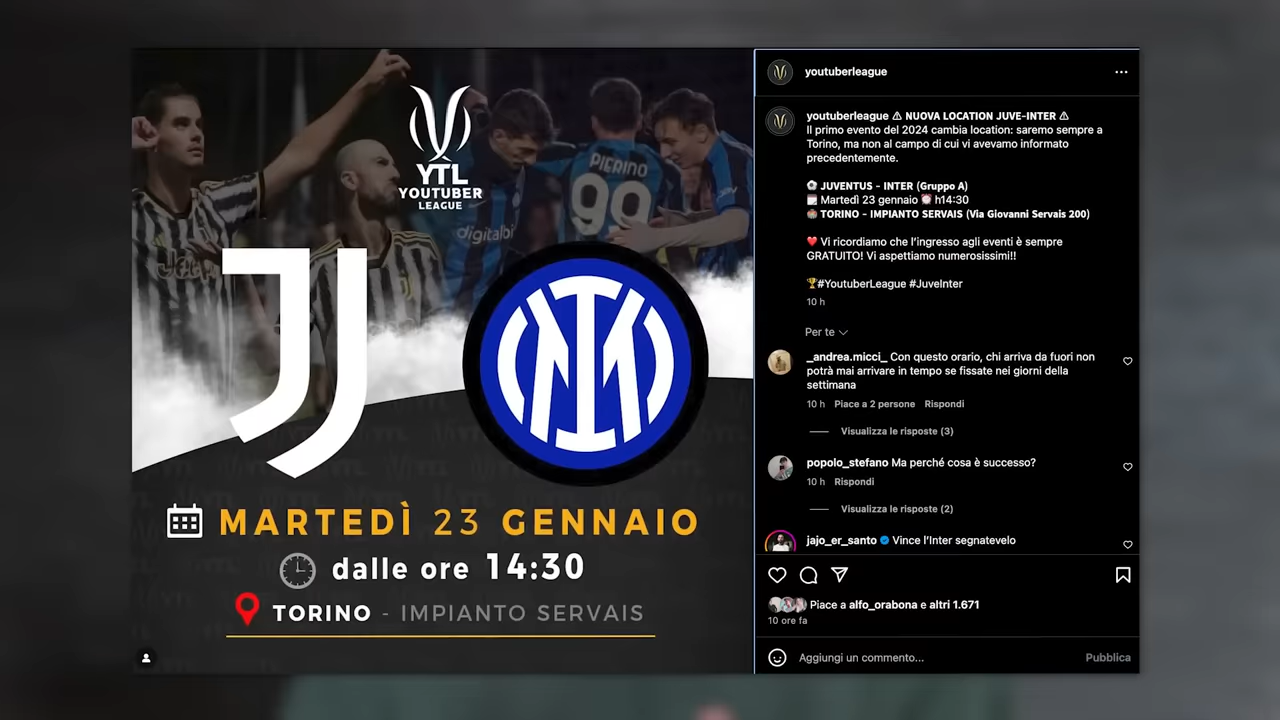 YTL
YOUTUBER
LEAGUE
PIERINO
99
digitalbi
Jeep
MARTEDÌ 23 GENNAIO
dalle ore 14:30
TORINO - IMPIANTO SERVAIS
youtuberleague
youtuberleague ⚠ NUOVA LOCATION JUVE-INTER ⚠
Il primo evento del 2024 cambia location: saremo sempre a
Torino, ma non al campo di cui vi avevamo informato
precedentemente.
⚽ JUVENTUS - INTER (Gruppo A)
🗓 Martedì 23 gennaio ⏰ h14:30
🏟 TORINO - IMPIANTO SERVAIS (Via Giovanni Servais 200)
❤️ Vi ricordiamo che l'ingresso agli eventi è sempre
GRATUITO! Vi aspettiamo numerosissimi!!
🏆#YoutuberLeague #JuveInter
10 h
Per te
_andrea.micci_ Con questo orario, chi arriva da fuori non
potrà mai arrivare in tempo se fissate nei giorni della
settimana
10 h Piace a 2 persone Rispondi
Visualizza le risposte (3)
popolo_stefano Ma perché cosa è successo?
10 h Rispondi
Visualizza le risposte (2)
jajo_er_santo Vince l'Inter segnatevelo
Piace a alfo_orabona e altri 1.671
10 ore fa
Aggiungi un commento...
Pubblica